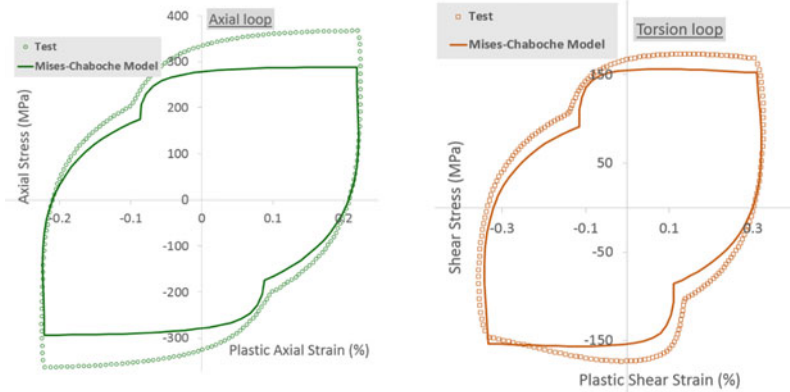 400
Axial loop
Test
Mises-Chaboche Model
300
200
100
0
-0.2
-0.1
0
0.1
0.2
-100
-200
-300
Axial Stress (MPa)
Plastic Axial Strain (%)
Test
Mises-Chaboche Model
Torsion loop
150
50
-0.3
-0.1
0.1
0.3
-50
-150
Shear Stress (MPa)
Plastic Shear Strain (%)